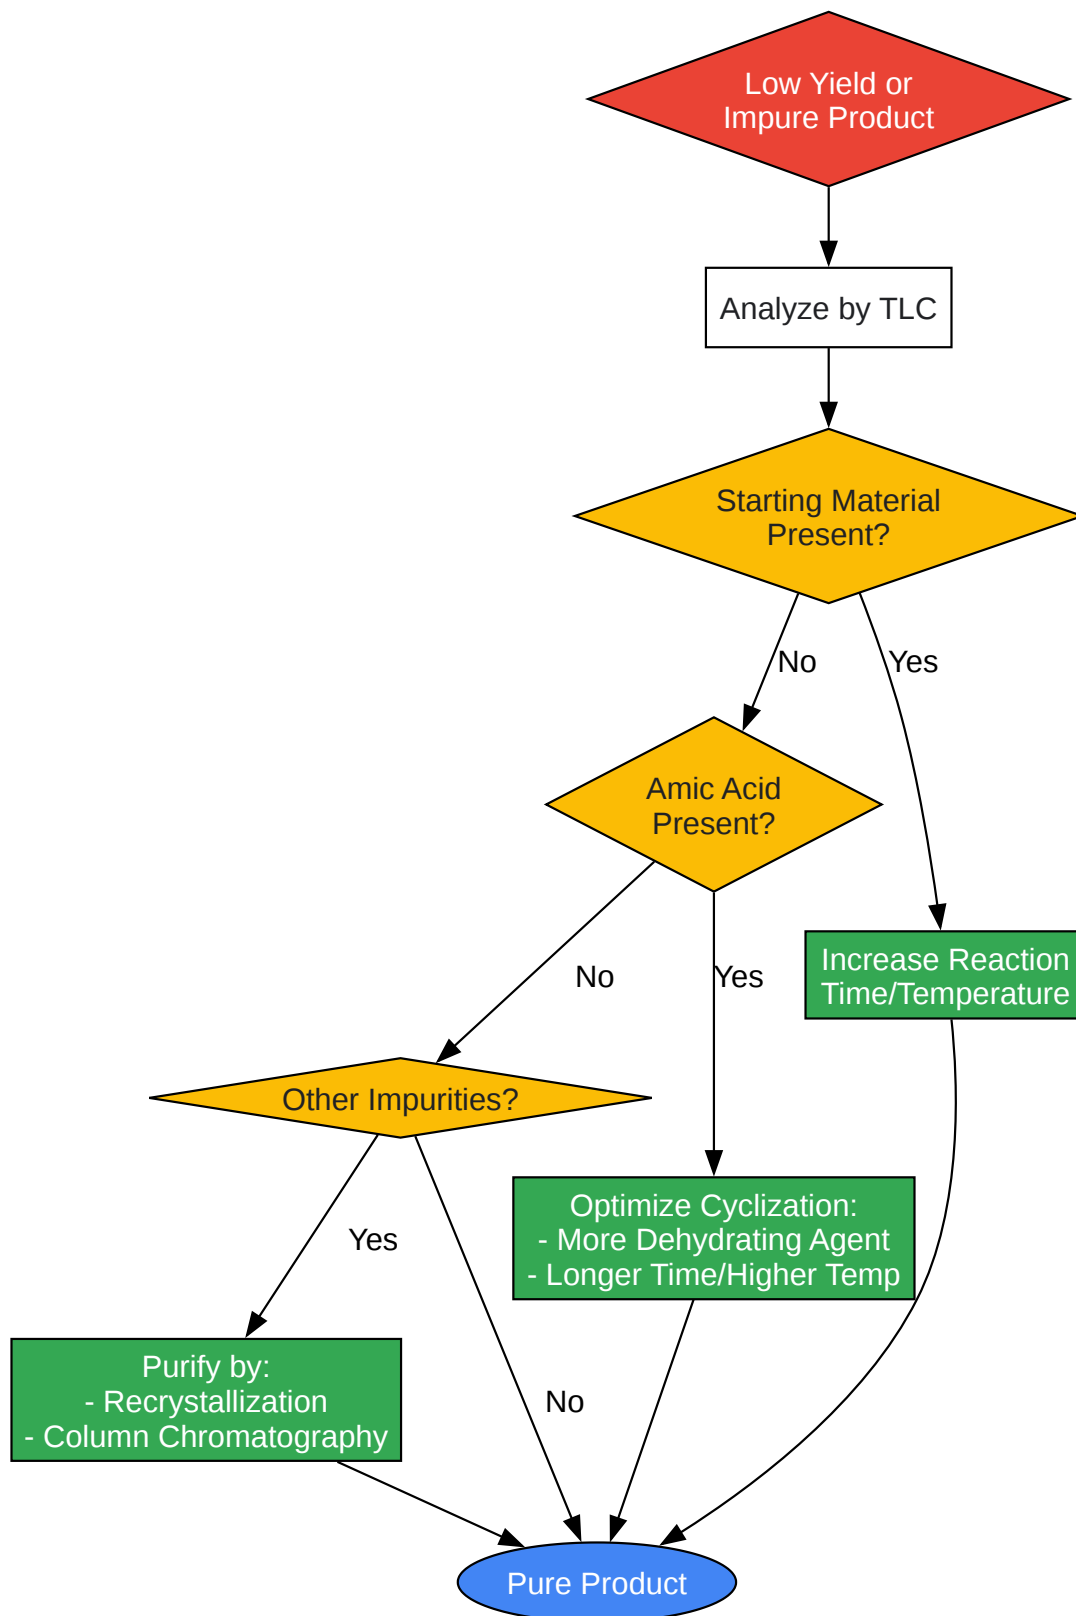 Low Yield or
Impure Product
Analyze by TLC
Starting Material
Present?
No
Yes
Amic Acid
Present?
Increase Reaction
Time/Temperature
No
Yes
Other Impurities?
Optimize Cyclization:
- More Dehydrating Agent
- Longer Time/Higher Temp
Yes
Purify by:
- Recrystallization
- Column Chromatography
No
Pure Product